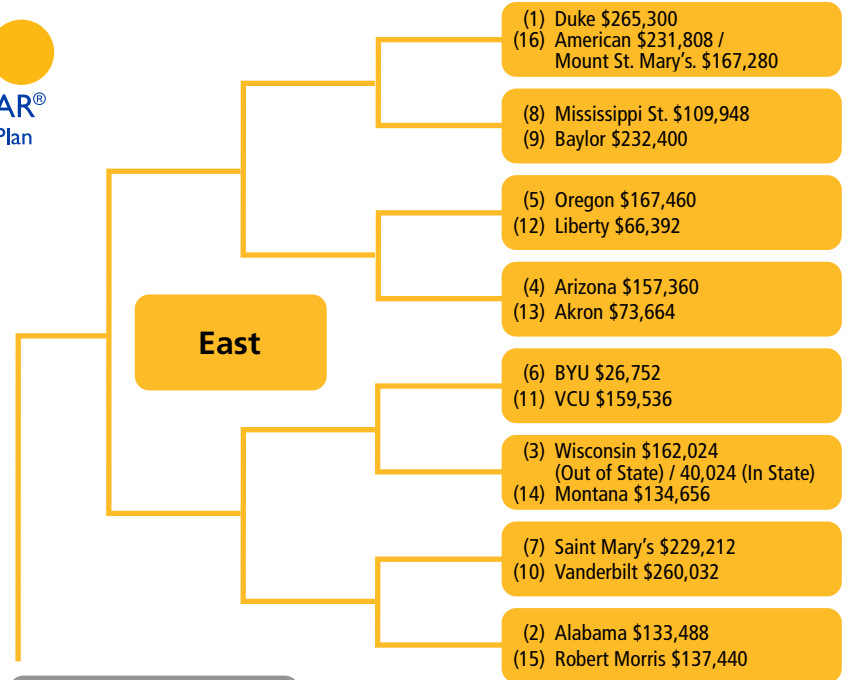 AR®
Plan
(1) Duke $265,300
(16) American $231,808 /
Mount St. Mary's. $167,280
(8) Mississippi St. $109,948
(9) Baylor $232,400
(5) Oregon $167,460
(12) Liberty $66,392
(4) Arizona $157,360
(13) Akron $73,664
East
(6) BYU $26,752
(11) VCU $159,536
(3) Wisconsin $162,024
(Out of State) / 40,024 (In State)
(14) Montana $134,656
(7) Saint Mary's $229,212
(10) Vanderbilt $260,032
(2) Alabama $133,488
(15) Robert Morris $137,440